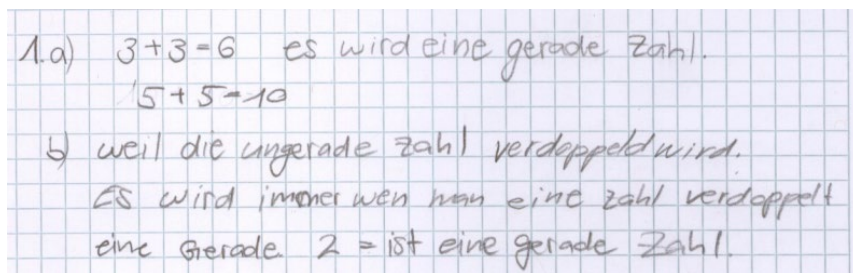 1.a) 3+3=6 es wird eine gerade Zahl.
5+5=10
b) weil die ungerade zahl verdoppeld wird.
Es wird immer wen man eine zahl verdoppelt
eine Gerade 2 = ist eine gerade Zahl.